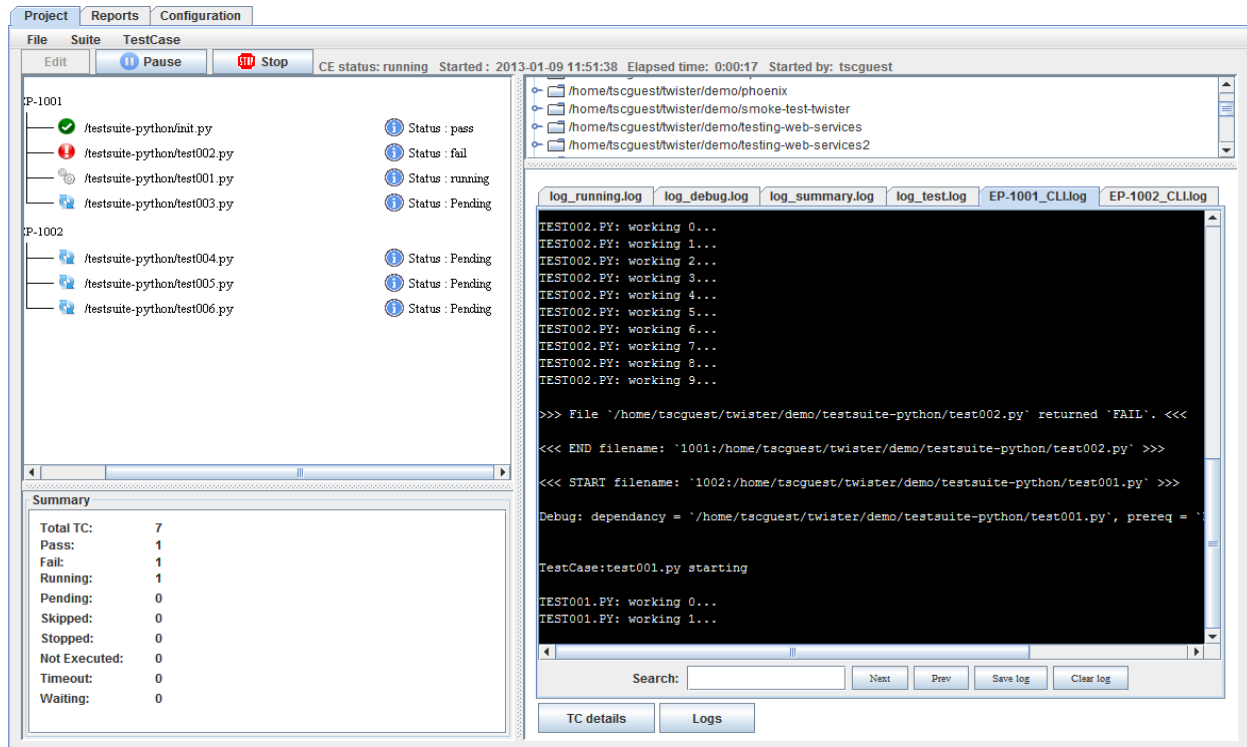 Project Reports Configuration
File Suite TestCase
Edit Pause STOP Stop CE status: running Started : 2013-01-09 11:51:38 Elapsed time: 0:00:17 Started by: tscguest
EP-1001
/testsuite-python/init.py Status : pass
/testsuite-python/test002.py Status : fail
/testsuite-python/test001.py Status : running
/testsuite-python/test003.py Status : Pending
EP-1002
/testsuite-python/test004.py Status : Pending
/testsuite-python/test005.py Status : Pending
/testsuite-python/test006.py Status : Pending
Summary
Total TC: 7
Pass: 1
Fail: 1
Running: 1
Pending: 0
Skipped: 0
Stopped: 0
Not Executed: 0
Timeout: 0
Waiting: 0
/home/tscguest/twister/demo/phoenix
/home/tscguest/twister/demo/smoke-test-twister
/home/tscguest/twister/demo/testing-web-services
/home/tscguest/twister/demo/testing-web-services2
log_running.log log_debug.log log_summary.log log_test.log EP-1001_CLI.log EP-1002_CLI.log
TEST002.PY: working 0...
TEST002.PY: working 1...
TEST002.PY: working 2...
TEST002.PY: working 3...
TEST002.PY: working 4...
TEST002.PY: working 5...
TEST002.PY: working 6...
TEST002.PY: working 7...
TEST002.PY: working 8...
TEST002.PY: working 9...
>>> File `/home/tscguest/twister/demo/testsuite-python/test002.py` returned `FAIL`. <<<
<<< END filename: `1001:/home/tscguest/twister/demo/testsuite-python/test002.py` >>>
<<< START filename: `1002:/home/tscguest/twister/demo/testsuite-python/test001.py` >>>
Debug: dependancy = `/home/tscguest/twister/demo/testsuite-python/test001.py`, prereq = `
TestCase:test001.py starting
TEST001.PY: working 0...
TEST001.PY: working 1...
Search: Next Prev Save log Clear log
TC details Logs